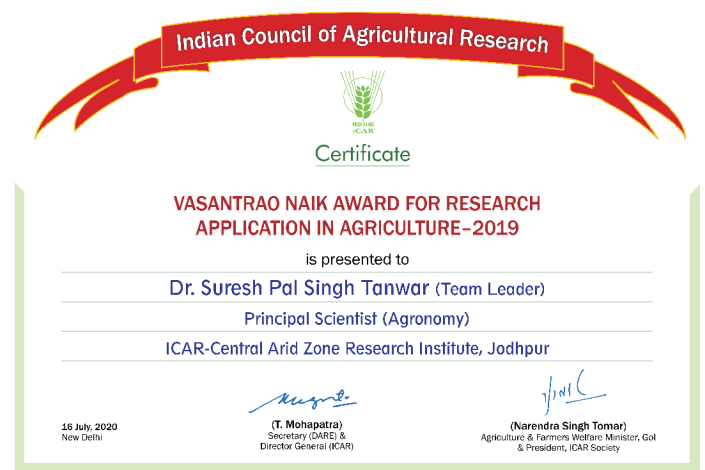 Indian Council of Agricultural Research
ICAR
Certificate
VASANTRAO NAIK AWARD FOR RESEARCH
APPLICATION IN AGRICULTURE–2019
is presented to
Dr. Suresh Pal Singh Tanwar (Team Leader)
Principal Scientist (Agronomy)
ICAR-Central Arid Zone Research Institute, Jodhpur
16 July, 2020
New Delhi
(T. Mohapatra)
Secretary (DARE) &
Director General (ICAR)
(Narendra Singh Tomar)
Agriculture & Farmers Welfare Minister, GoI
& President, ICAR Society